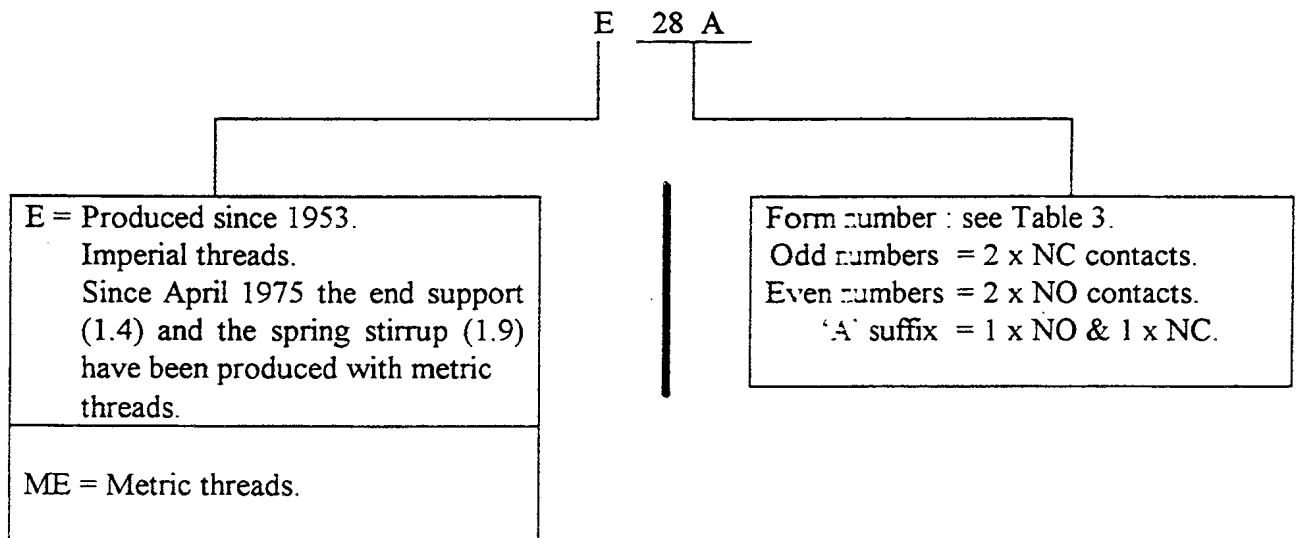 E 28 A
E = Produced since 1953.
Imperial threads.
Since April 1975 the end support
(1.4) and the spring stirrup (1.9)
have been produced with metric
threads.
ME = Metric threads.
Form number : see Table 3.
Odd numbers = 2 x NC contacts.
Even numbers = 2 x NO contacts.
‘A’ suffix = 1 x NO & 1 x NC.